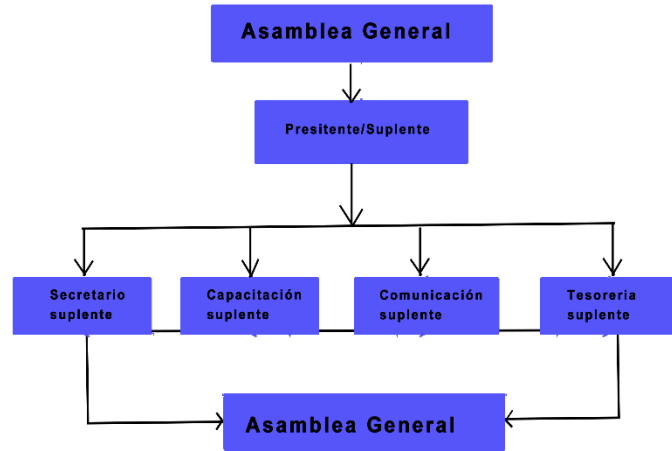 Asamblea General
Presitente/Suplente
Secretario
suplente
Capacitación
suplente
Comunicación
suplente
Tesoreria
suplente
Asamblea General